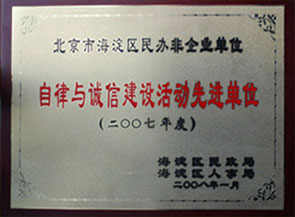 北京市海淀区民办非企业单位
自律与诚信建设活动先进单位
(二〇〇七年度)
海淀区民政局
海淀区人事局
二〇〇八年一月